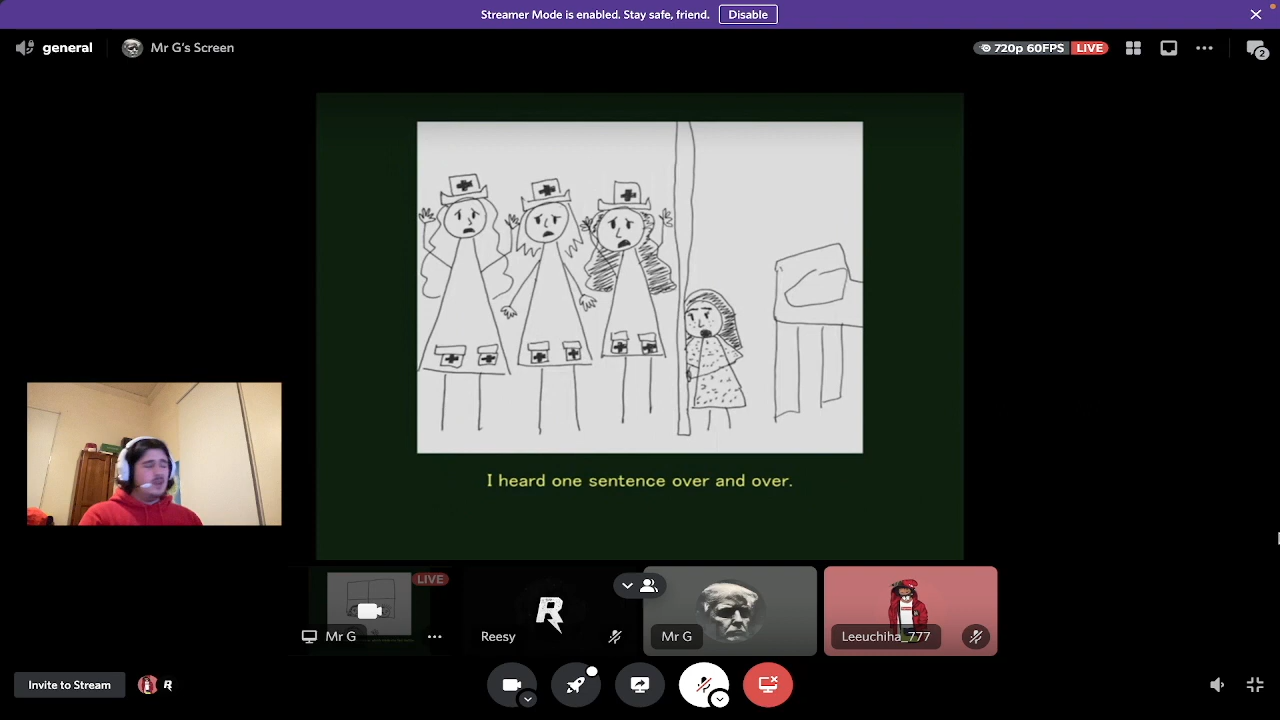 Streamer Mode is enabled. Stay safe, friend. Disable
general Mr G's Screen 720p 60FPS LIVE 2
I heard one sentence over and over.
LIVE
Mr G Reesy Mr G Leeuchiha_777
Invite to Stream